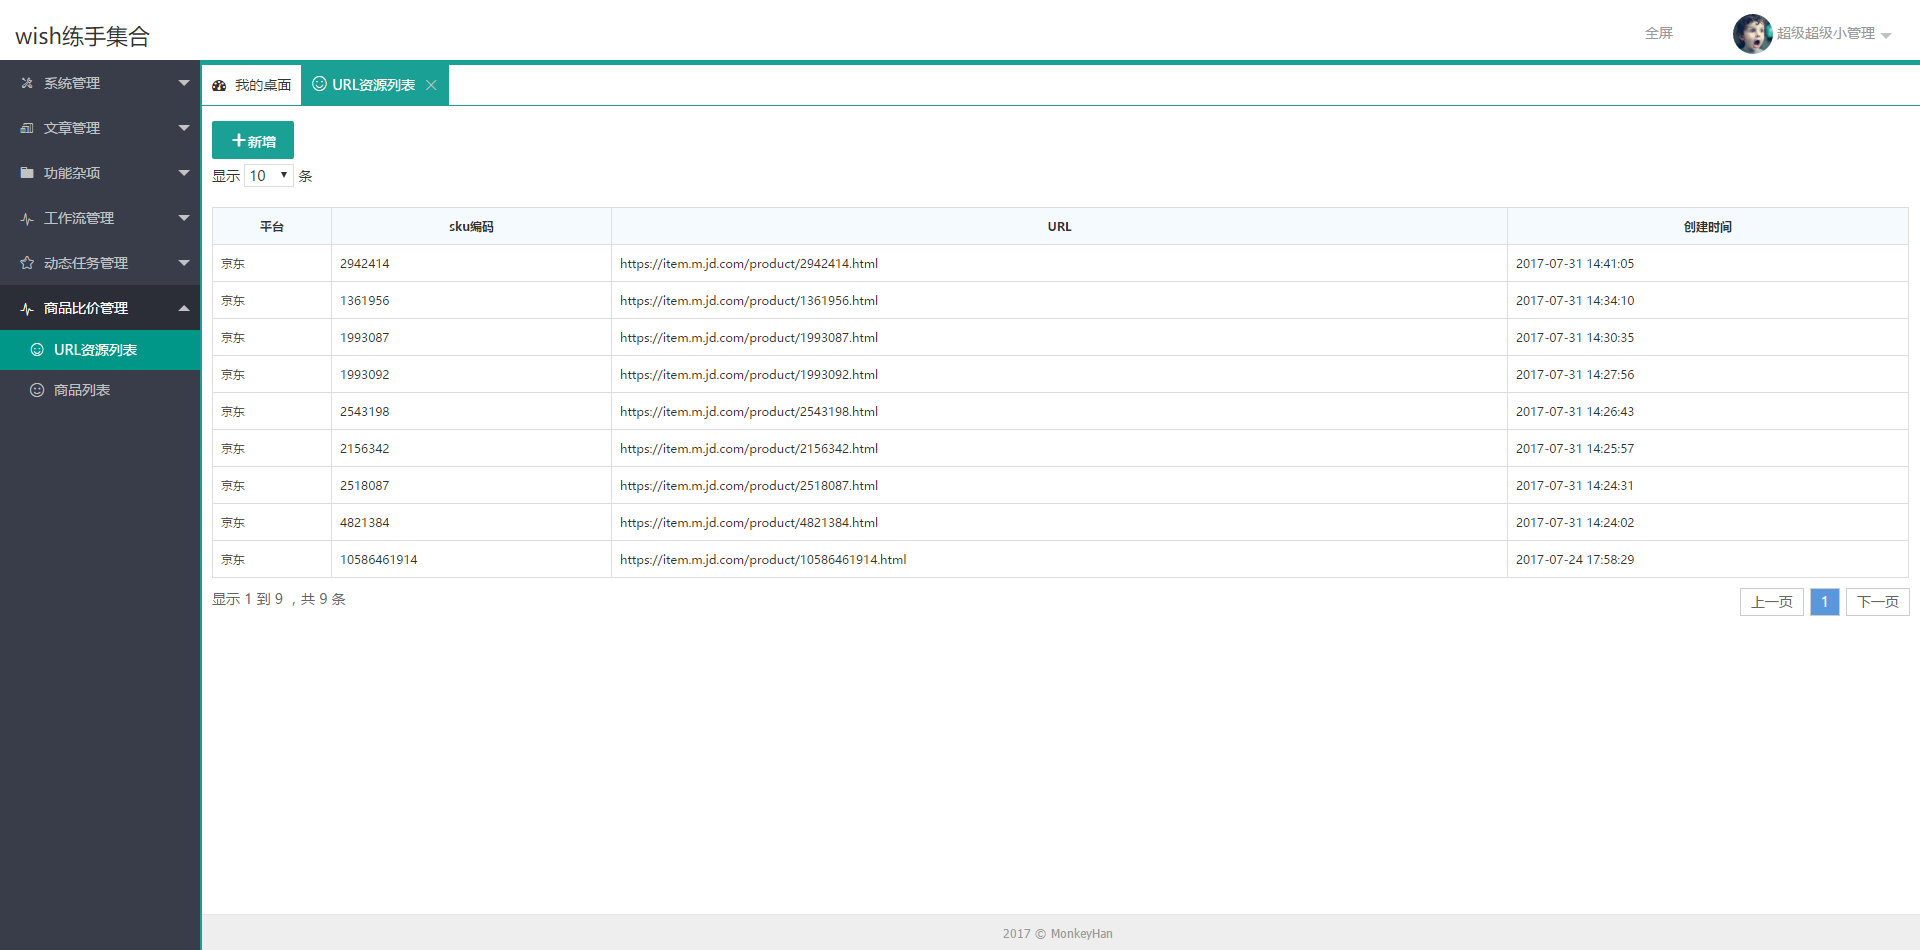 wish练手集合
全屏
超级超级小管理
系统管理
文章管理
功能杂项
工作流管理
动态任务管理
商品比价管理
URL资源列表
商品列表
我的桌面
URL资源列表
新增
显示 10 条
平台 sku编码 URL 创建时间
京东 2942414 https://item.m.jd.com/product/2942414.html 2017-07-31 14:41:05
京东 1361956 https://item.m.jd.com/product/1361956.html 2017-07-31 14:34:10
京东 1993087 https://item.m.jd.com/product/1993087.html 2017-07-31 14:30:35
京东 1993092 https://item.m.jd.com/product/1993092.html 2017-07-31 14:27:56
京东 2543198 https://item.m.jd.com/product/2543198.html 2017-07-31 14:26:43
京东 2156342 https://item.m.jd.com/product/2156342.html 2017-07-31 14:25:57
京东 2518087 https://item.m.jd.com/product/2518087.html 2017-07-31 14:24:31
京东 4821384 https://item.m.jd.com/product/4821384.html 2017-07-31 14:24:02
京东 10586461914 https://item.m.jd.com/product/10586461914.html 2017-07-24 17:58:29
显示 1 到 9 ，共 9 条
上一页 1 下一页
2017 © MonkeyHan